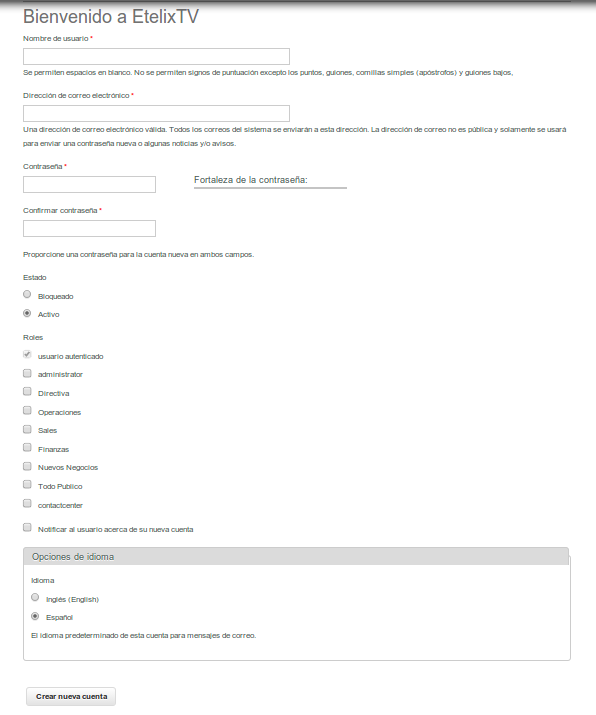 Bienvenido a EtelixTV
Nombre de usuario *
Se permiten espacios en blanco. No se permiten signos de puntuación excepto los puntos, guiones, comillas simples (apóstrofos) y guiones bajos,
Dirección de correo electrónico *
Una dirección de correo electrónico válida. Todos los correos del sistema se enviarán a esta dirección. La dirección de correo no es pública y solamente se usará
para enviar una contraseña nueva o algunas noticias y/o avisos.
Contraseña *
Fortaleza de la contraseña:
Confirmar contraseña *
Proporcione una contraseña para la cuenta nueva en ambos campos.
Estado
Bloqueado
Activo
Roles
usuario autenticado
administrator
Directiva
Operaciones
Sales
Finanzas
Nuevos Negocios
Todo Publico
contactcenter
Notificar al usuario acerca de su nueva cuenta
Opciones de idioma
Idioma
Inglés (English)
Español
El idioma predeterminado de esta cuenta para mensajes de correo.
Crear nueva cuenta